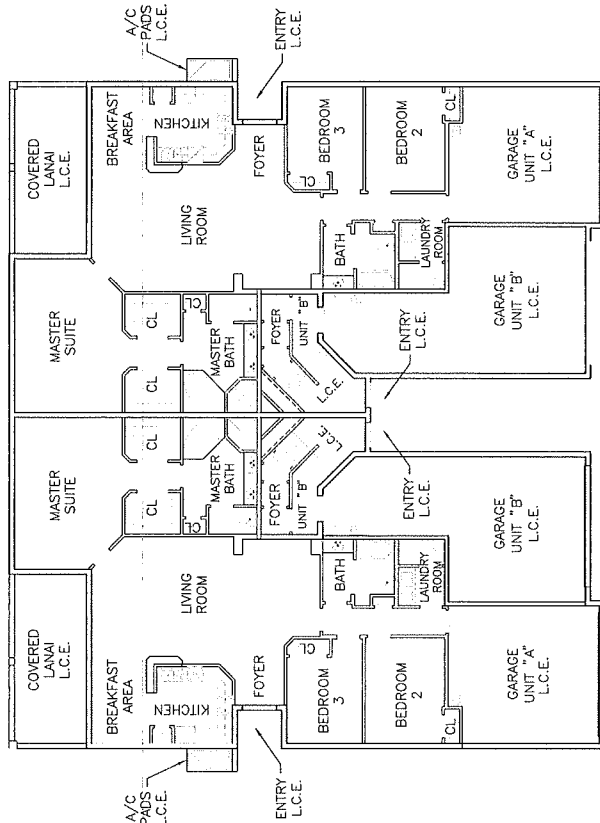 A/C
PADS
L.C.E.
ENTRY
L.C.E.
COVERED
LANAI
L.C.E.
BREAKFAST
AREA
KITCHEN
FOYER
BEDROOM
3
CL
BEDROOM
2
CL
GARAGE
UNIT "A"
L.C.E.
LIVING
ROOM
BATH
LAUNDRY
ROOM
MASTER
SUITE
CL
CL
CL
MASTER
BATH
FOYER
UNIT "B"
L.C.E.
GARAGE
UNIT "B"
L.C.E.
ENTRY
L.C.E.
MASTER
SUITE
CL
CL
CL
MASTER
BATH
FOYER
UNIT "B"
L.C.E.
ENTRY
L.C.E.
GARAGE
UNIT "B"
L.C.E.
LIVING
ROOM
BATH
LAUNDRY
ROOM
COVERED
LANAI
L.C.E.
BREAKFAST
AREA
KITCHEN
FOYER
CL
BEDROOM
3
BEDROOM
2
CL
GARAGE
UNIT "A"
L.C.E.
A/C
PADS
L.C.E.
ENTRY
L.C.E.